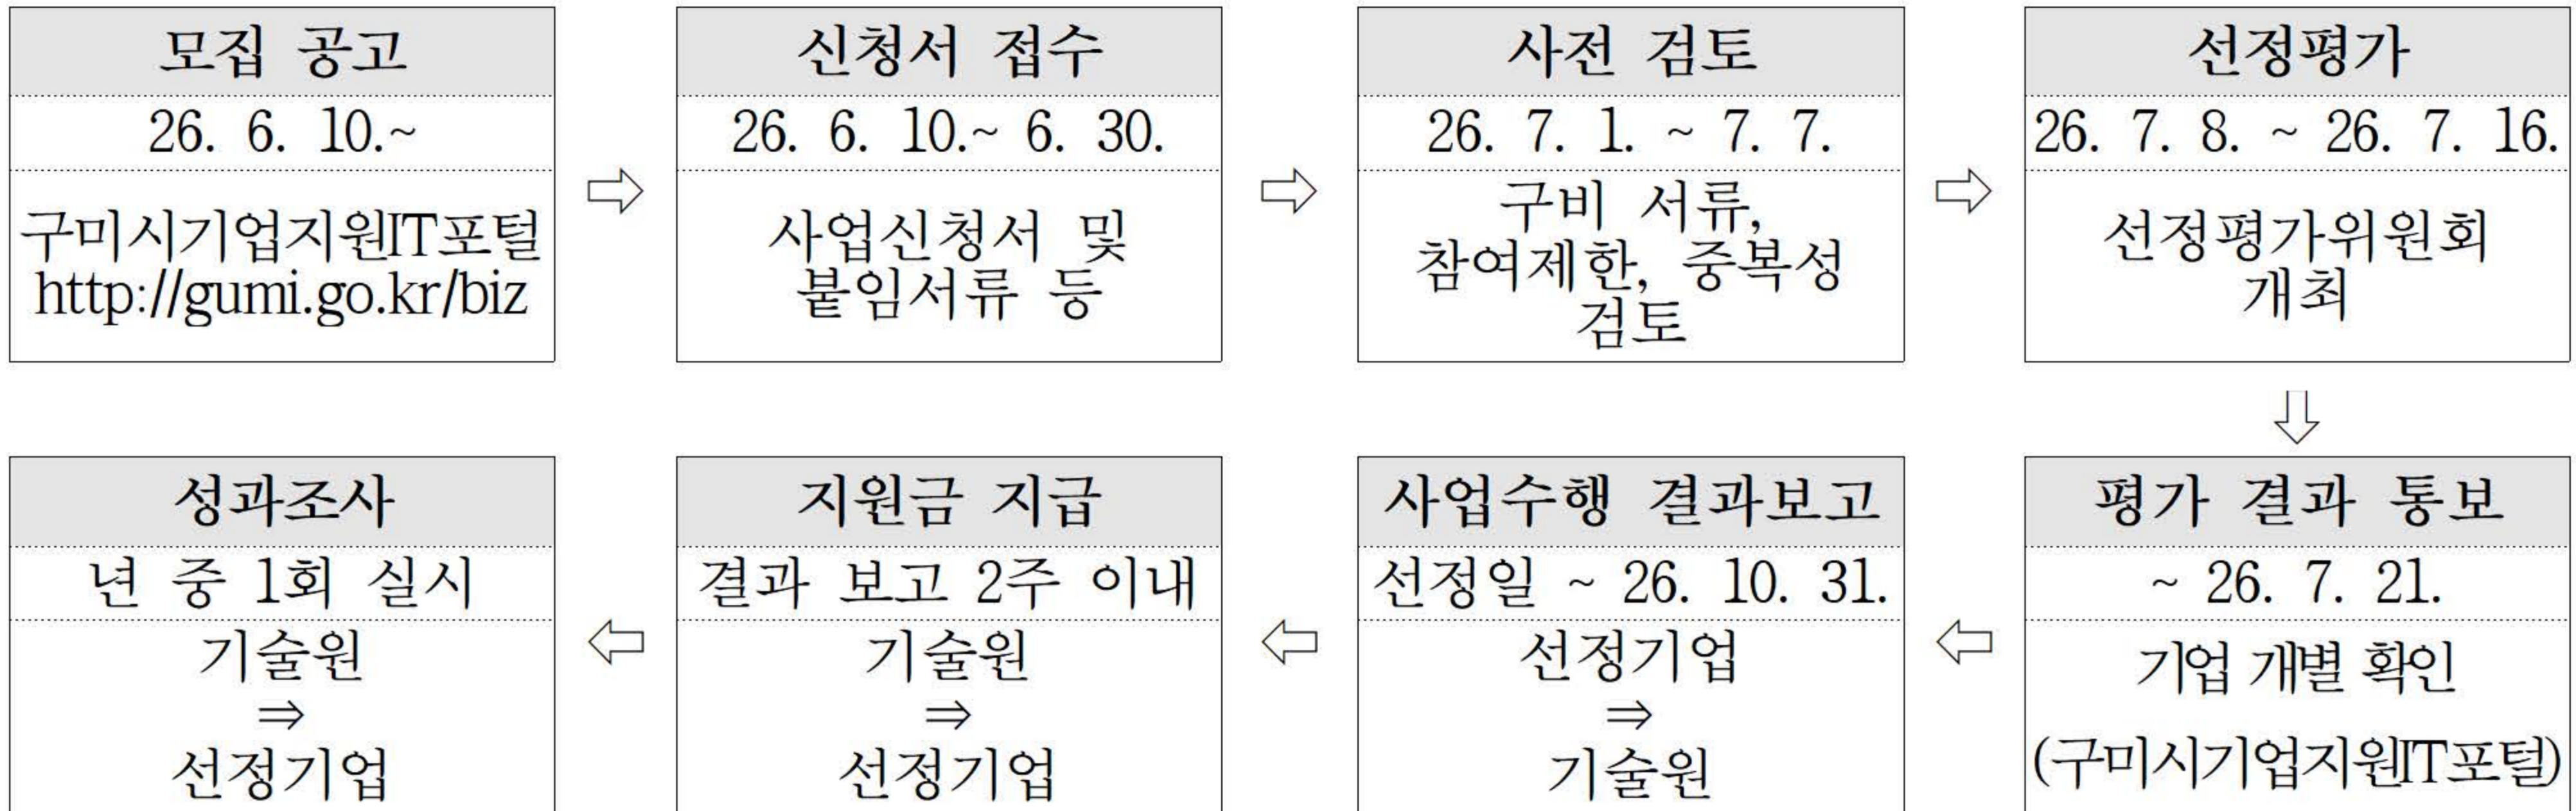 모집 공고
26. 6. 10.~
구미시기업지원IT포털
http://gumi.go.kr/biz
⇨
신청서 접수
26. 6. 10.~ 6. 30.
사업신청서 및
붙임서류 등
⇨
사전 검토
26. 7. 1. ~ 7. 7.
구비 서류,
참여제한, 중복성
검토
⇨
선정평가
26. 7. 8. ~ 26. 7. 16.
선정평가위원회
개최
⇩
평가 결과 통보
~ 26. 7. 21.
기업 개별 확인
(구미시기업지원IT포털)
⇦
사업수행 결과보고
선정일 ~ 26. 10. 31.
선정기업
⇒
기술원
⇦
지원금 지급
결과 보고 2주 이내
기술원
⇒
선정기업
⇦
성과조사
년 중 1회 실시
기술원
⇒
선정기업